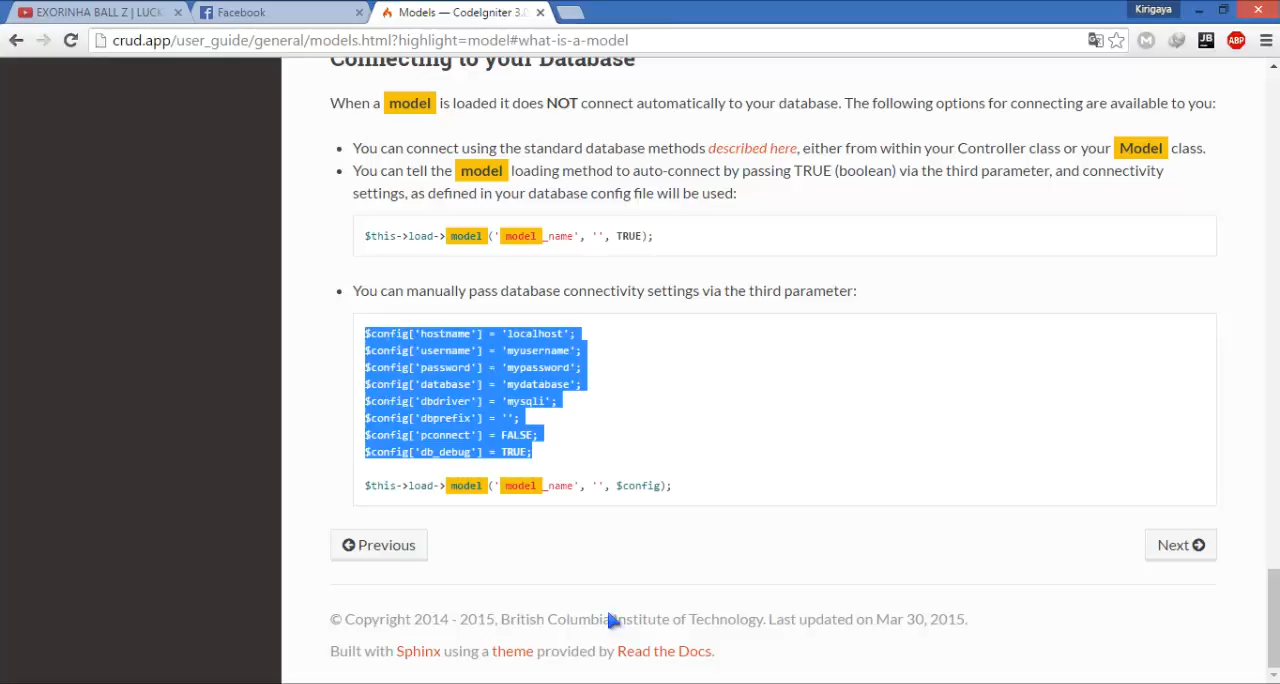 EXORINHA BALL Z | LUCK
Facebook
Models — CodeIgniter 3.
Kirigaya
crud.app/user_guide/general/models.html?highlight=model#what-is-a-model
JB
ABP
Connecting to your Database
When a model is loaded it does NOT connect automatically to your database. The following options for connecting are available to you:
• You can connect using the standard database methods described here, either from within your Controller class or your Model class.
• You can tell the model loading method to auto-connect by passing TRUE (boolean) via the third parameter, and connectivity
settings, as defined in your database config file will be used:
$this->load->model('model_name', '', TRUE);
• You can manually pass database connectivity settings via the third parameter:
$config['hostname'] = 'localhost';
$config['username'] = 'myusername';
$config['password'] = 'mypassword';
$config['database'] = 'mydatabase';
$config['dbdriver'] = 'mysqli';
$config['dbprefix'] = '';
$config['pconnect'] = FALSE;
$config['db_debug'] = TRUE;
$this->load->model('model_name', '', $config);
Previous
Next
© Copyright 2014 - 2015, British Columbia Institute of Technology. Last updated on Mar 30, 2015.
Built with Sphinx using a theme provided by Read the Docs.